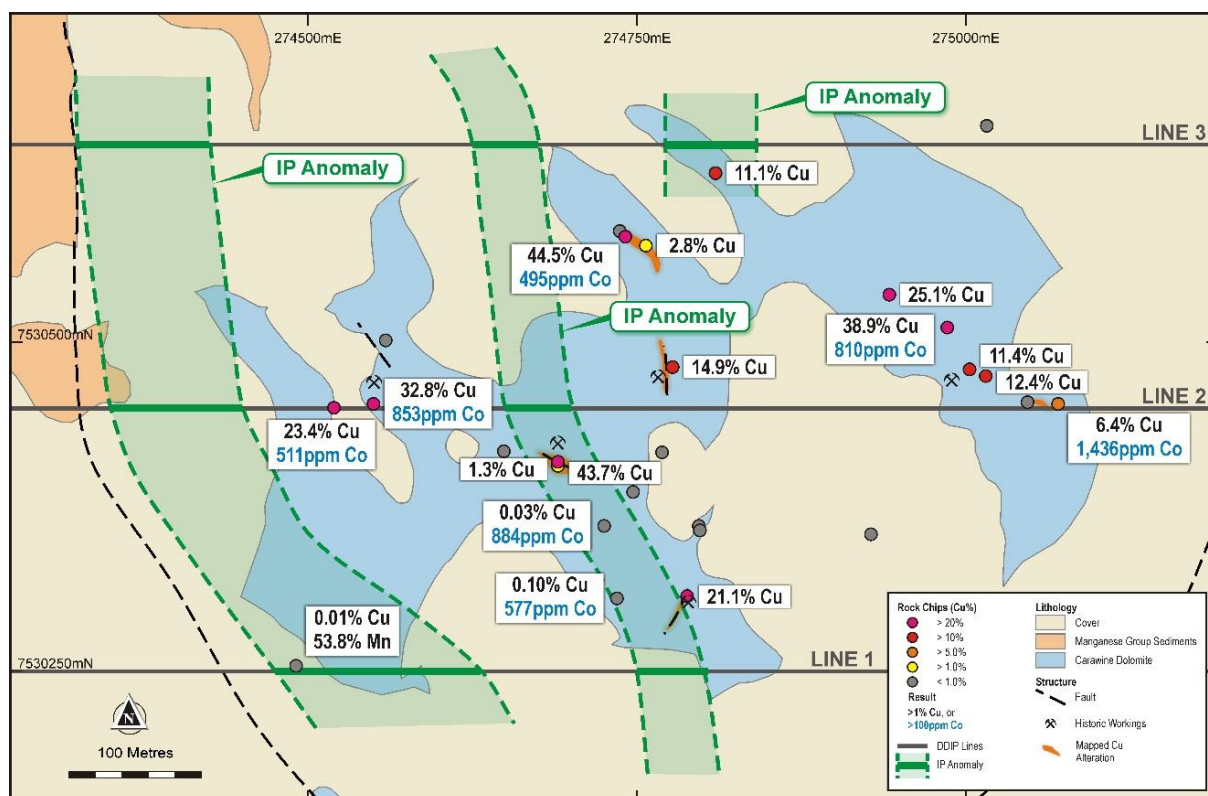 274500mE
274750mE
275000mE
IP Anomaly
LINE 3
IP Anomaly
11.1% Cu
44.5% Cu
495ppm Co
2.8% Cu
25.1% Cu
IP Anomaly
38.9% Cu
810ppm Co
7530500mN
11.4% Cu
14.9% Cu
12.4% Cu
32.8% Cu
853ppm Co
LINE 2
23.4% Cu
511ppm Co
6.4% Cu
1,436ppm Co
1.3% Cu
43.7% Cu
0.03% Cu
884ppm Co
0.10% Cu
577ppm Co
21.1% Cu
0.01% Cu
53.8% Mn
7530250mN
LINE 1
N
100 Metres
Rock Chips (Cu%)
> 20%
> 10%
> 5.0%
> 1.0%
< 1.0%
Result
>1% Cu, or
>100ppm Co
DDIP Lines
IP Anomaly
Lithology
Cover
Manganese Group Sediments
Carawine Dolomite
Structure
Fault
Historic Workings
Mapped Cu
Alteration